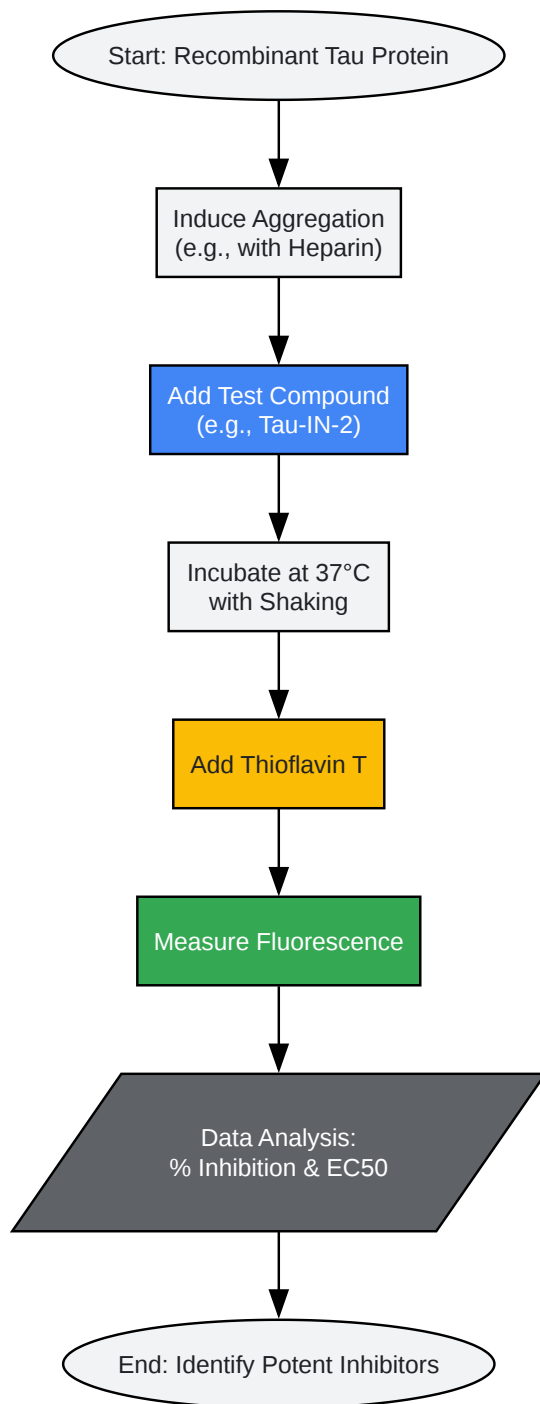 Start: Recombinant Tau Protein
Induce Aggregation
(e.g., with Heparin)
Add Test Compound
(e.g., Tau-IN-2)
Incubate at 37°C
with Shaking
Add Thioflavin T
Measure Fluorescence
Data Analysis:
% Inhibition & EC50
End: Identify Potent Inhibitors